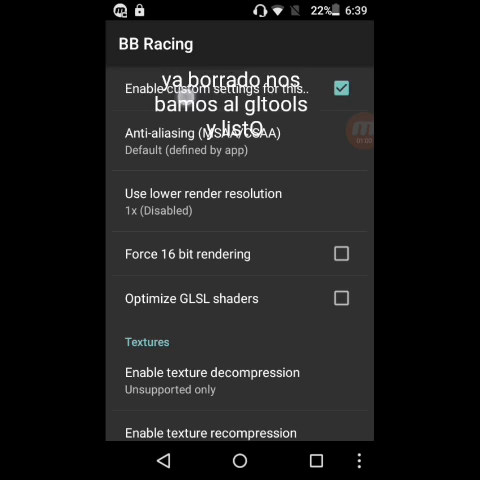 22% 6:39
BB Racing
Enable custom settings for this..
ya borrado nos
bamos al gltools
y listO
Anti-aliasing (MSAA/CSAA)
Default (defined by app)
Use lower render resolution
1x (Disabled)
Force 16 bit rendering
Optimize GLSL shaders
Textures
Enable texture decompression
Unsupported only
Enable texture recompression